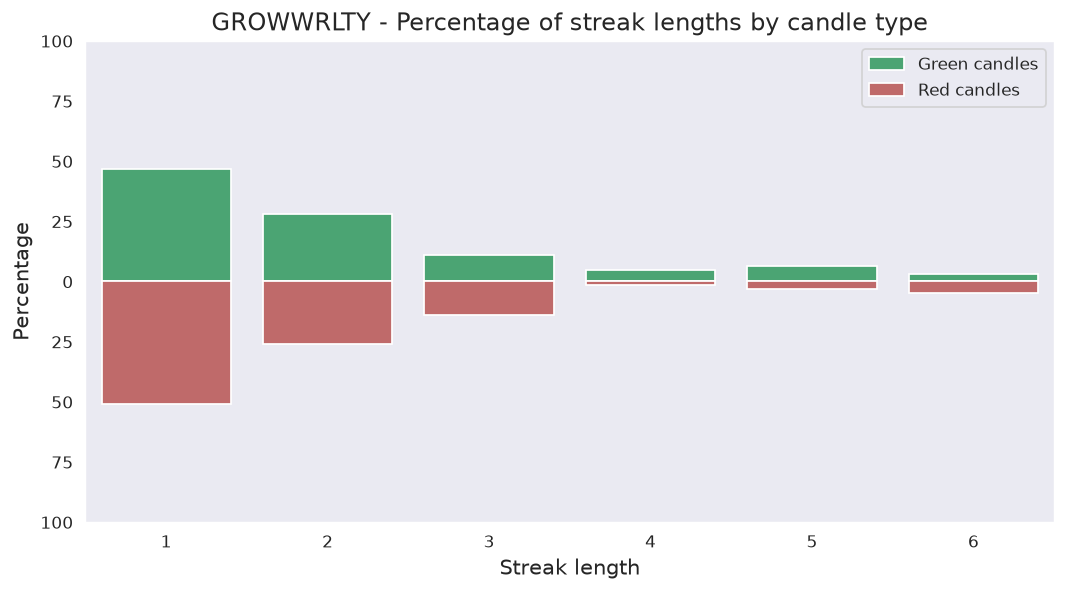 GROWWRLTY - Percentage of streak lengths by candle type
Green candles
Red candles
Percentage
100
75
50
25
0
25
50
75
100
1 2 3 4 5 6
Streak length